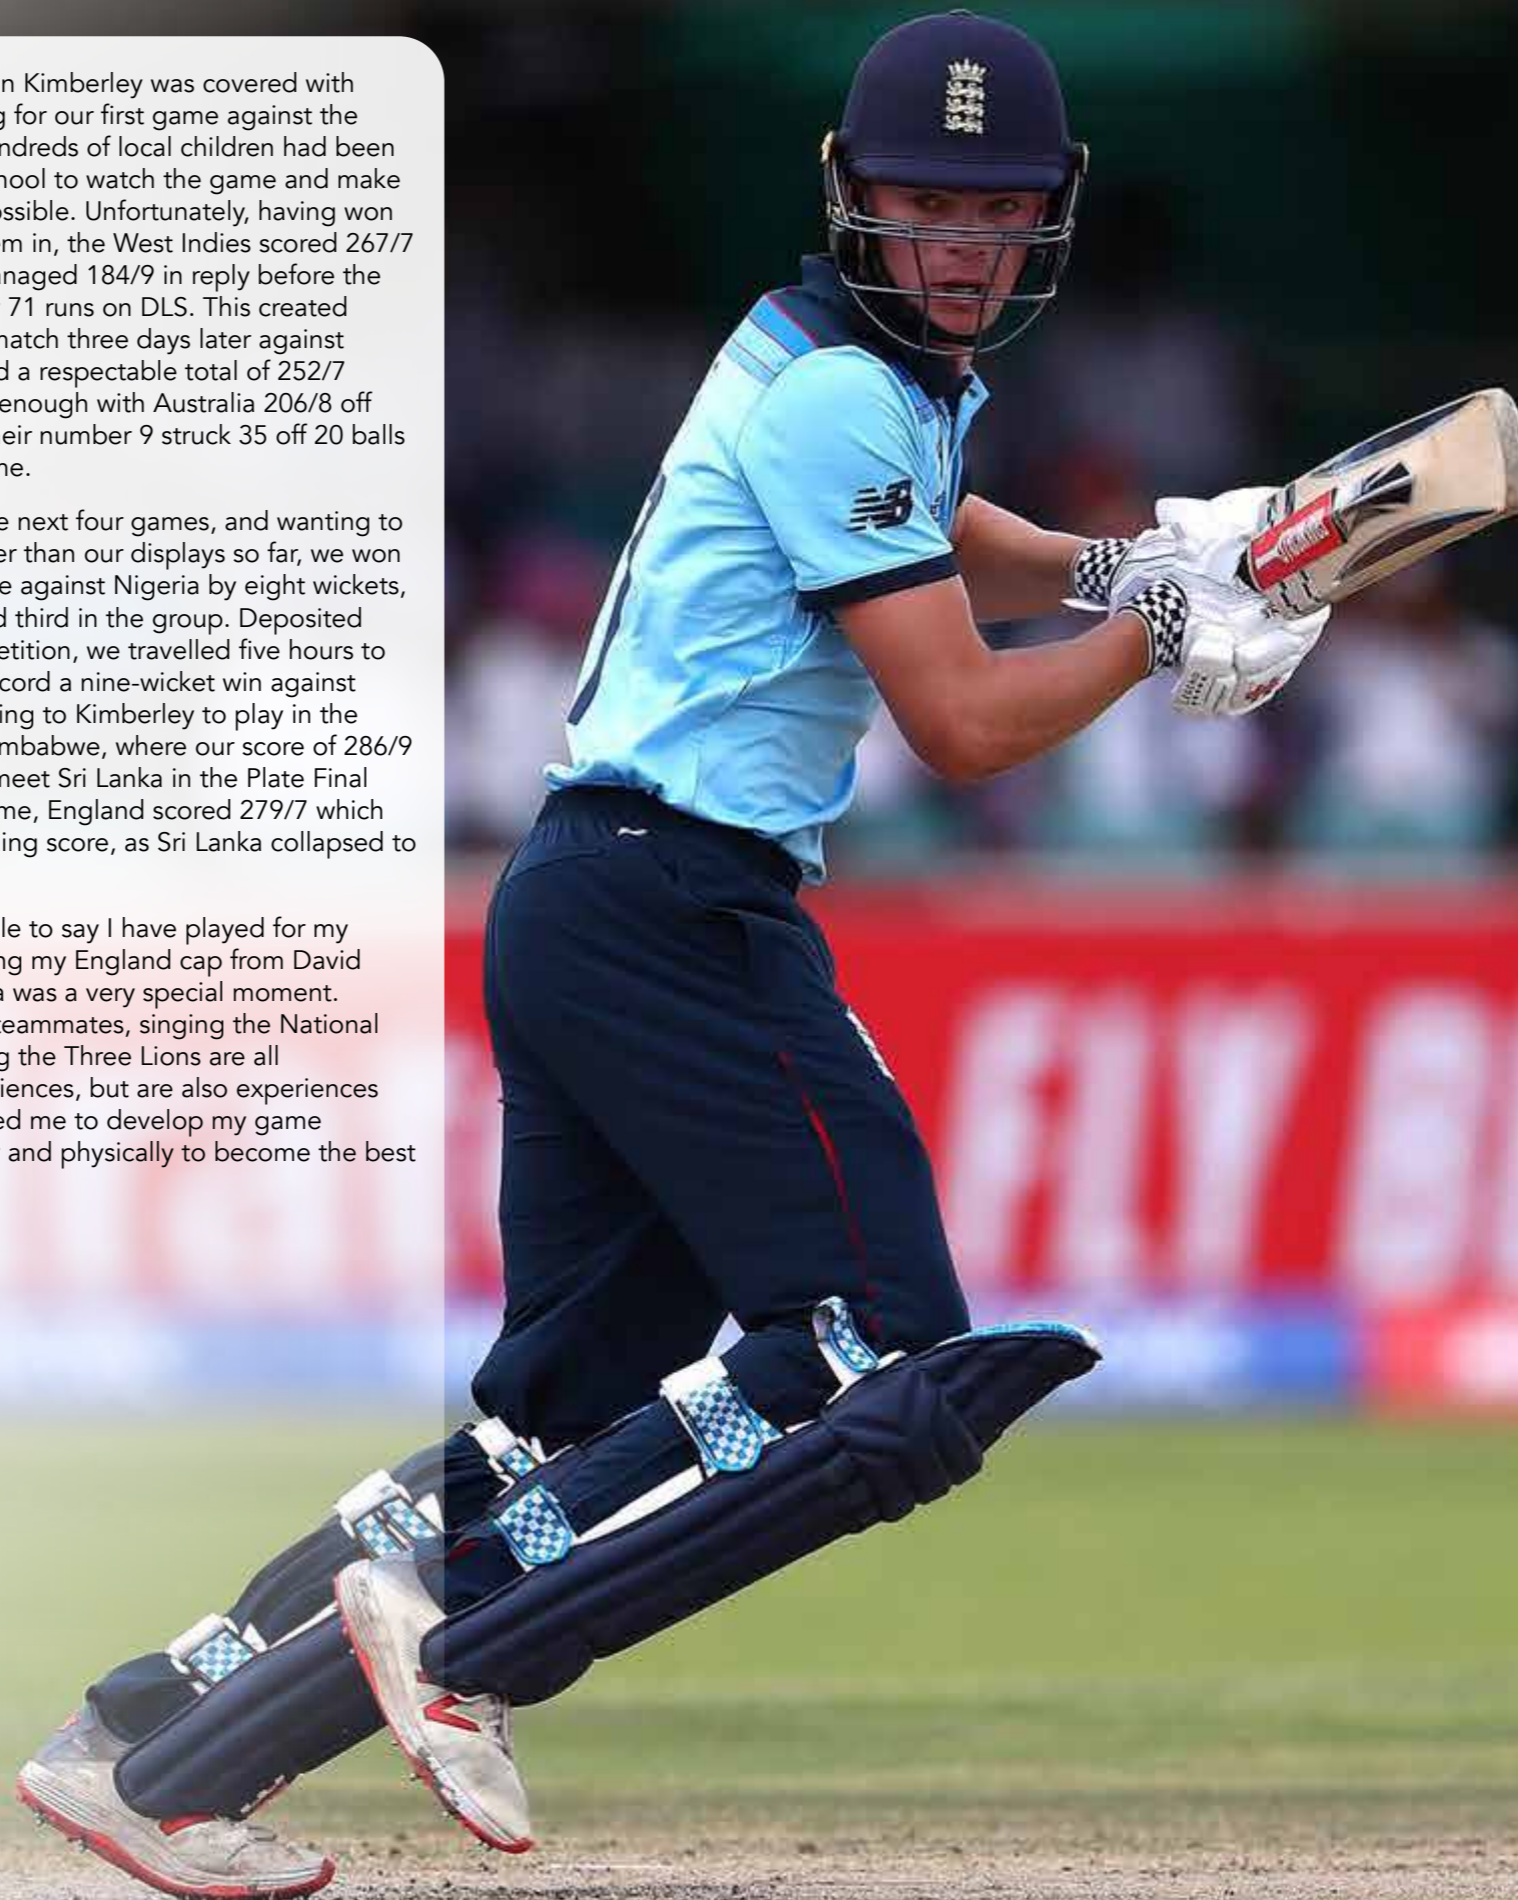 n Kimberley was covered with
g for our first game against the
ndreds of local children had been
hool to watch the game and make
ossible. Unfortunately, having won
em in, the West Indies scored 267/7
anaged 184/9 in reply before the
71 runs on DLS. This created
match three days later against
d a respectable total of 252/7
enough with Australia 206/8 off
eir number 9 struck 35 off 20 balls
ne.
e next four games, and wanting to
er than our displays so far, we won
e against Nigeria by eight wickets,
d third in the group. Deposited
etition, we travelled five hours to
cord a nine-wicket win against
ing to Kimberley to play in the
mbabwe, where our score of 286/9
meet Sri Lanka in the Plate Final
me, England scored 279/7 which
ing score, as Sri Lanka collapsed to
le to say I have played for my
ng my England cap from David
a was a very special moment.
teammates, singing the National
g the Three Lions are all
iences, but are also experiences
ed me to develop my game
and physically to become the best
NB
FLY